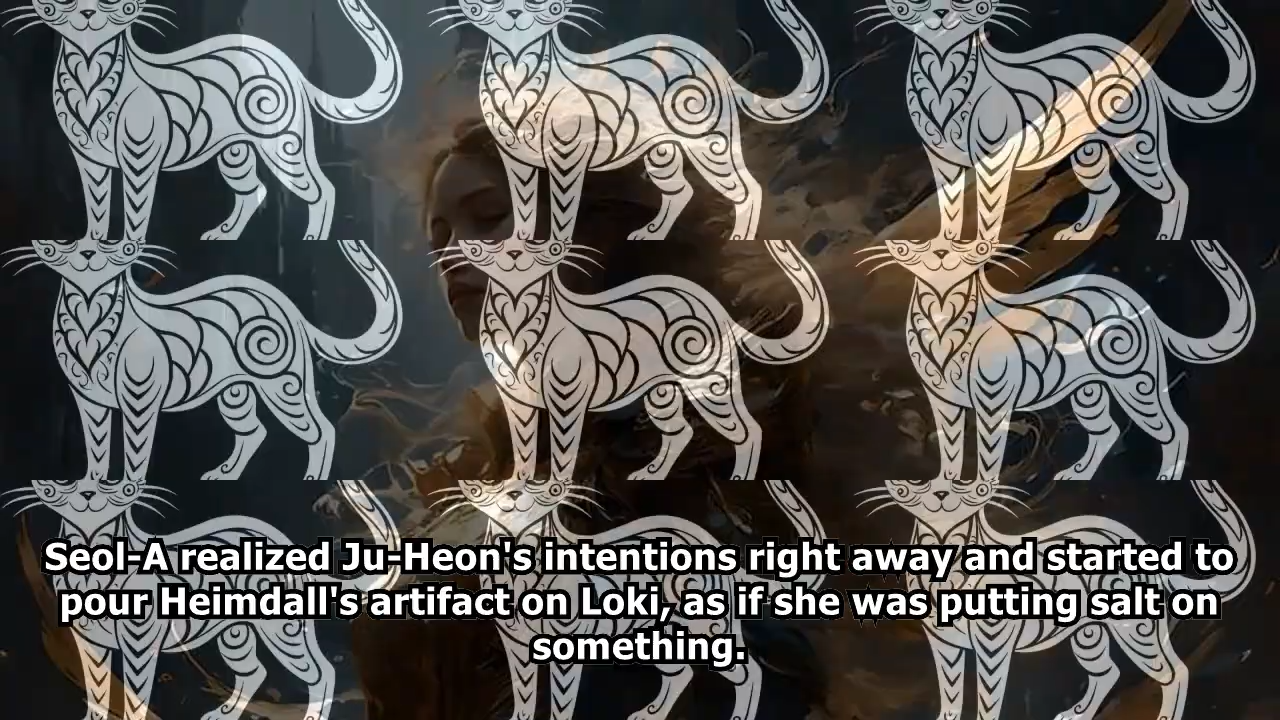 Seol-A realized Ju-Heon's intentions right away and started to
pour Heimdall's artifact on Loki, as if she was putting salt on
something.